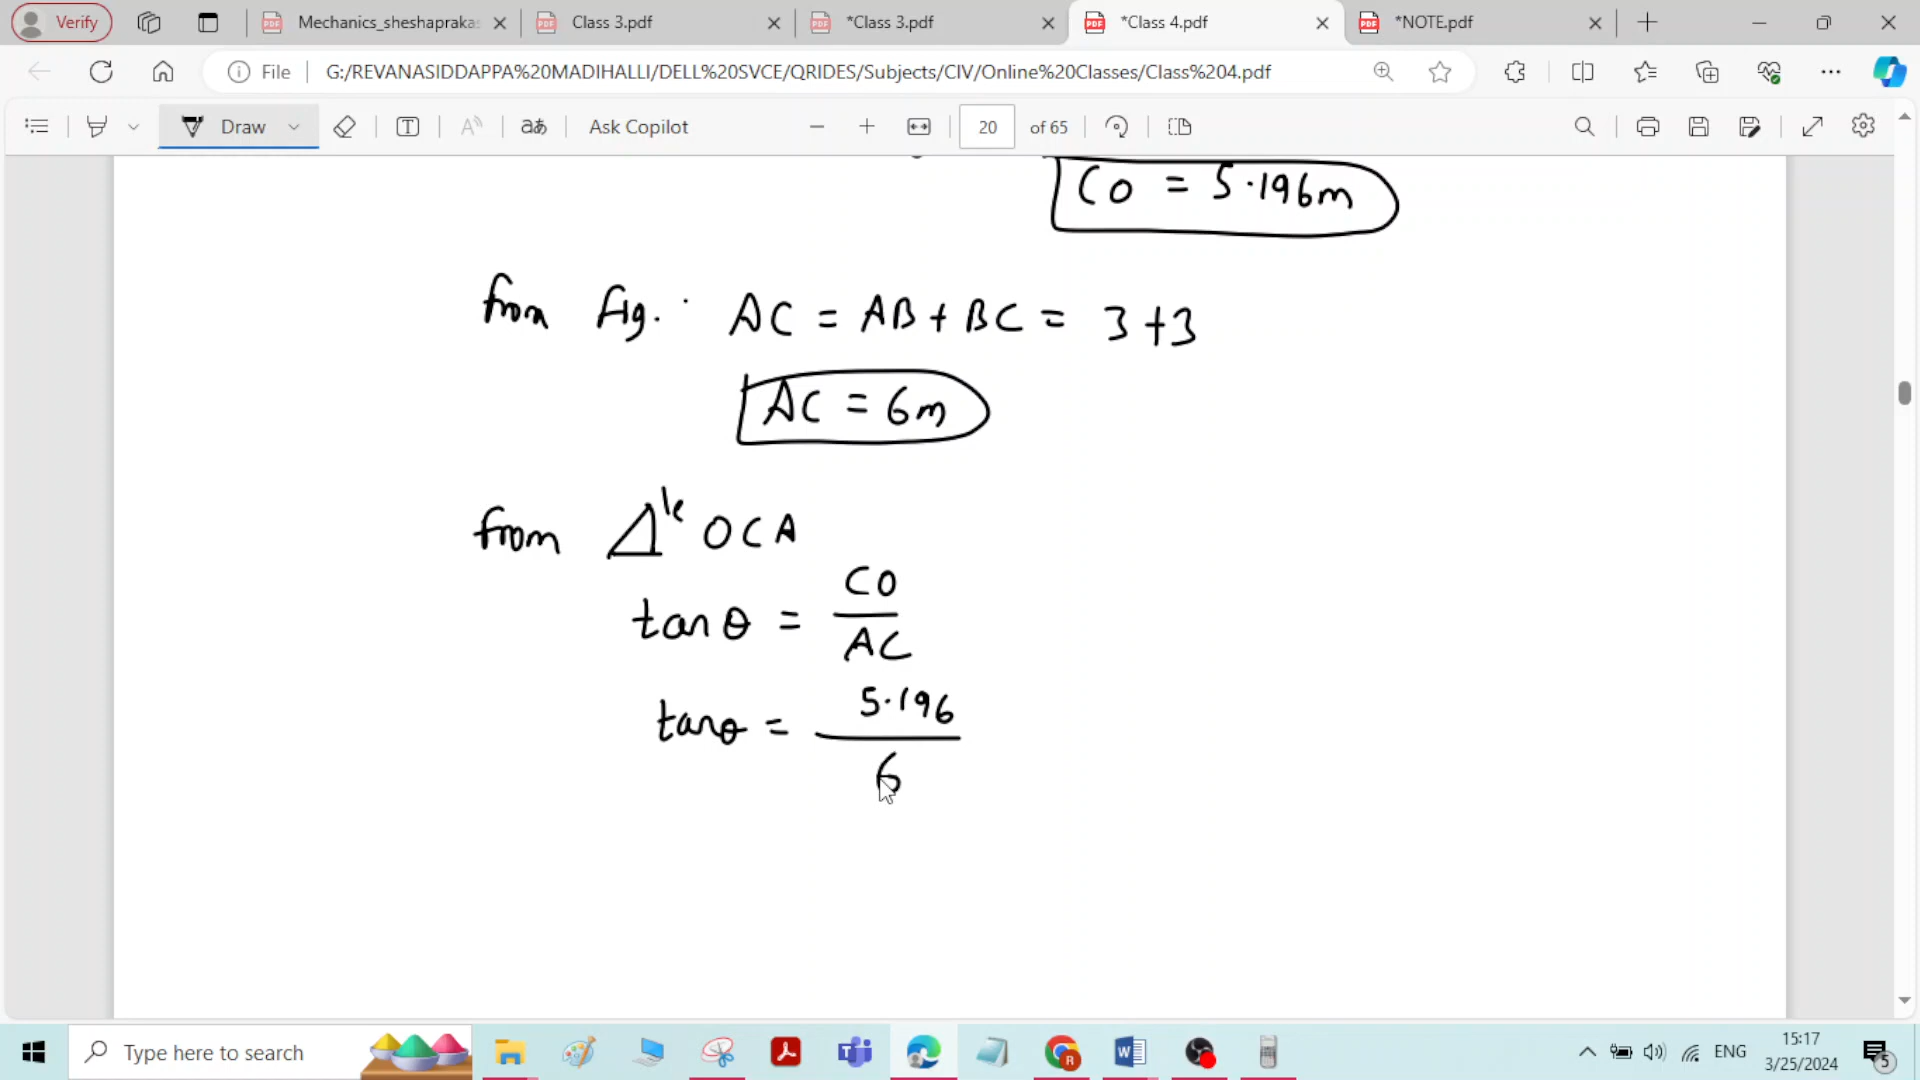 Verify
Mechanics_sheshapraka
Class 3.pdf
*Class 3.pdf
*Class 4.pdf
*NOTE.pdf
File
G:/REVANASIDDAPPA%20MADIHALLI/DELL%20SVCE/QRIDES/Subjects/CIV/Online%20Classes/Class%204.pdf
Draw
Ask Copilot
20 of 65
CO = 5.196m
from fig. AC = AB + BC = 3+3
AC = 6m
from Δle OCA
tan θ = CO / AC
tanθ = 5.196 / 6
Type here to search
ENG
15:17
3/25/2024
5